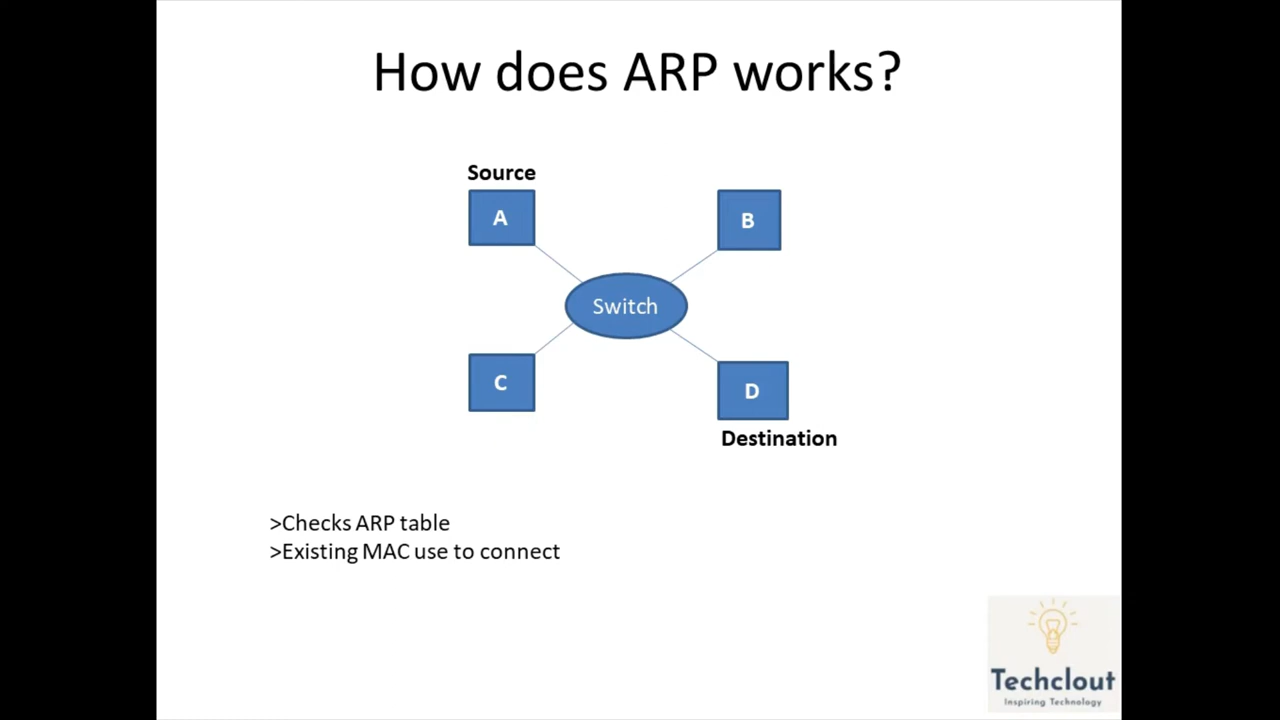 How does ARP works?
Source
A
B
Switch
C
D
Destination
>Checks ARP table
>Existing MAC use to connect
Techclout
Inspiring Technology